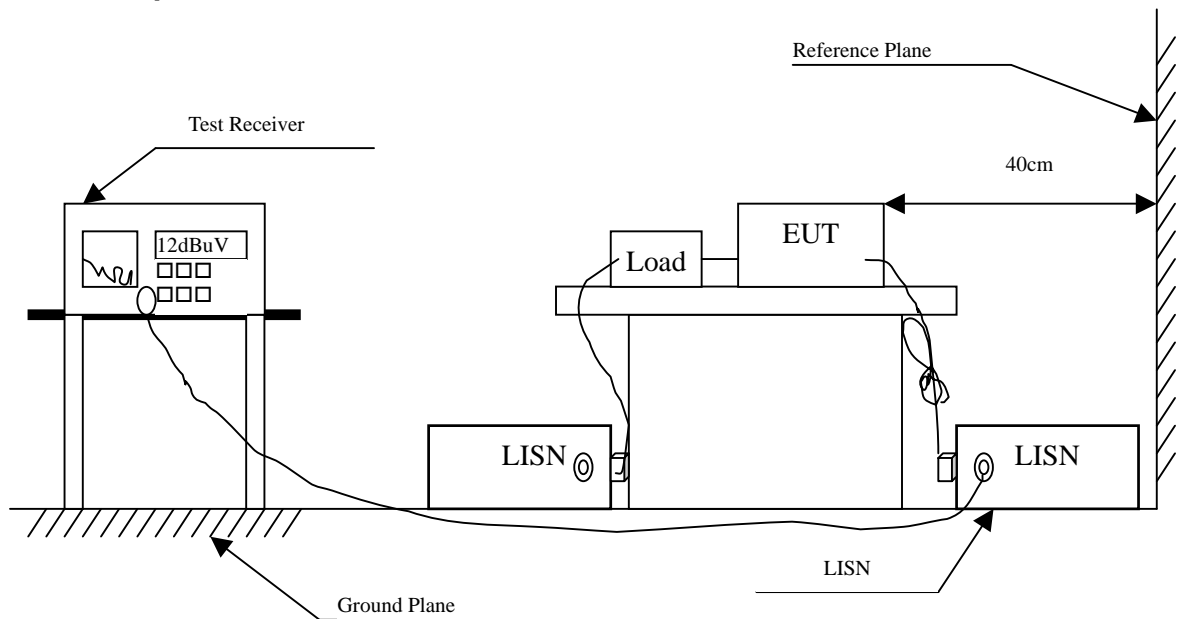 Reference Plane
Test Receiver
40cm
12dBuV
EUT
Load
LISN
LISN
LISN
Ground Plane